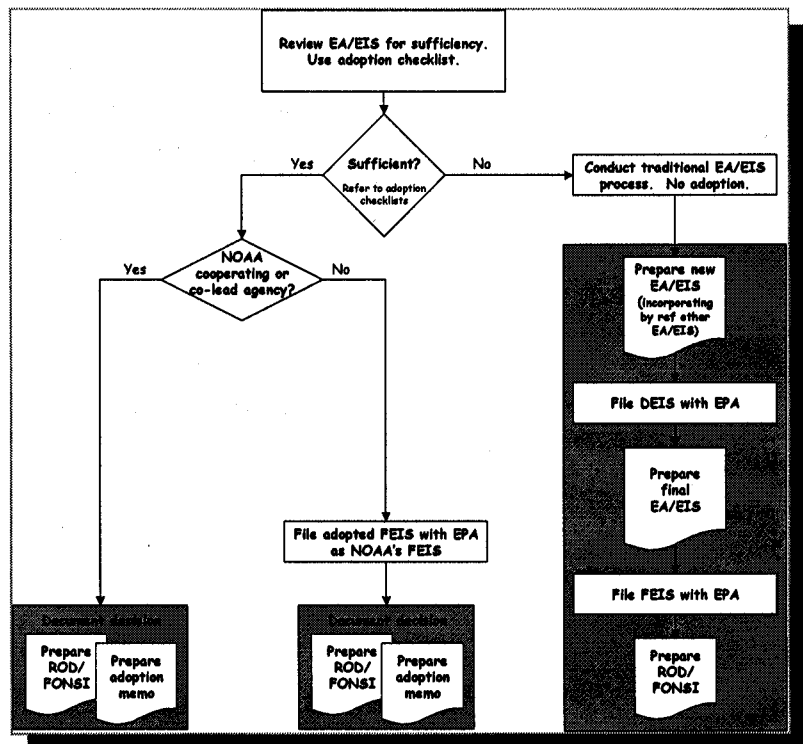 Review EA/EIS for sufficiency.
Use adoption checklist.
Yes
Sufficient?
No
Refer to adoption
checklists
Conduct traditional EA/EIS
process. No adoption.
Yes
NOAA
cooperating or
co-lead agency?
No
Prepare new
EA/EIS
(incorporating
by ref other
EA/EIS)
File DEIS with EPA
Prepare
final
EA/EIS
File adopted FEIS with EPA
as NOAA's FEIS
File FEIS with EPA
Document decision
Prepare
ROD/
FONSI
Prepare
adoption
memo
Document decision
Prepare
ROD/
FONSI
Prepare
adoption
memo
Prepare
ROD/
FONSI